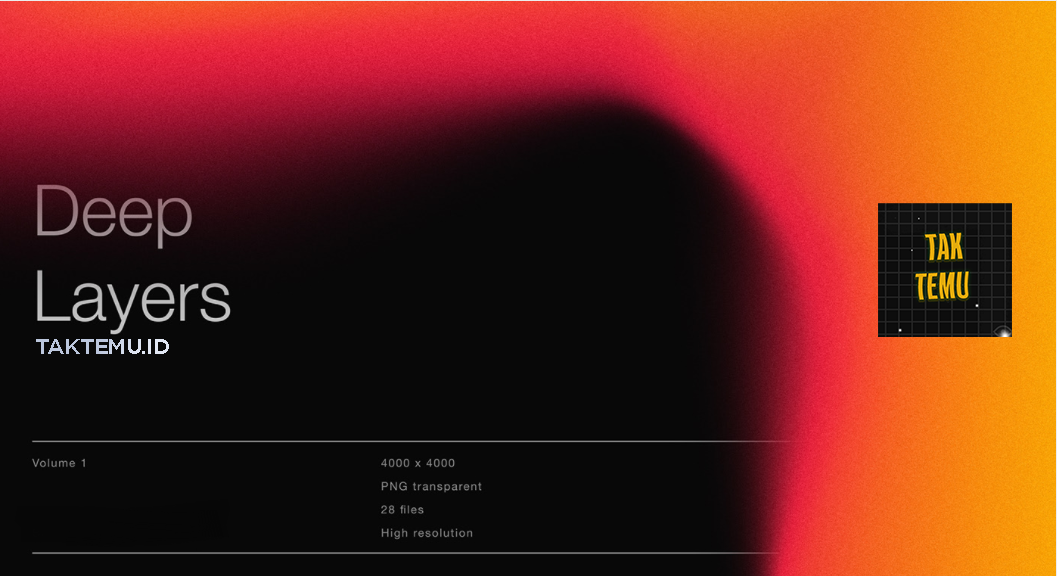 Deep
Layers
TAKTEMU.ID
TAK
TEMU
Volume 1
4000 x 4000
PNG transparent
28 files
High resolution